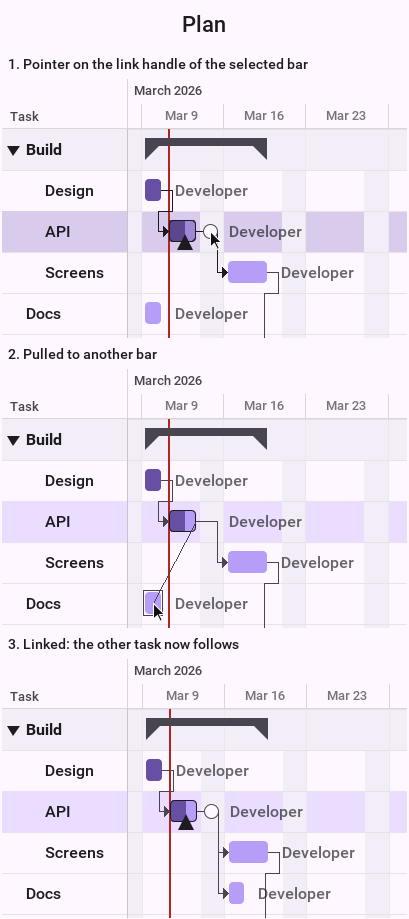 Plan
1. Pointer on the link handle of the selected bar
March 2026
Task Mar 9 Mar 16 Mar 23
Build
Design Developer
API Developer
Screens Developer
Docs Developer
2. Pulled to another bar
March 2026
Task Mar 9 Mar 16 Mar 23
Build
Design Developer
API Developer
Screens Developer
Docs Developer
3. Linked: the other task now follows
March 2026
Task Mar 9 Mar 16 Mar 23
Build
Design Developer
API Developer
Screens Developer
Docs Developer